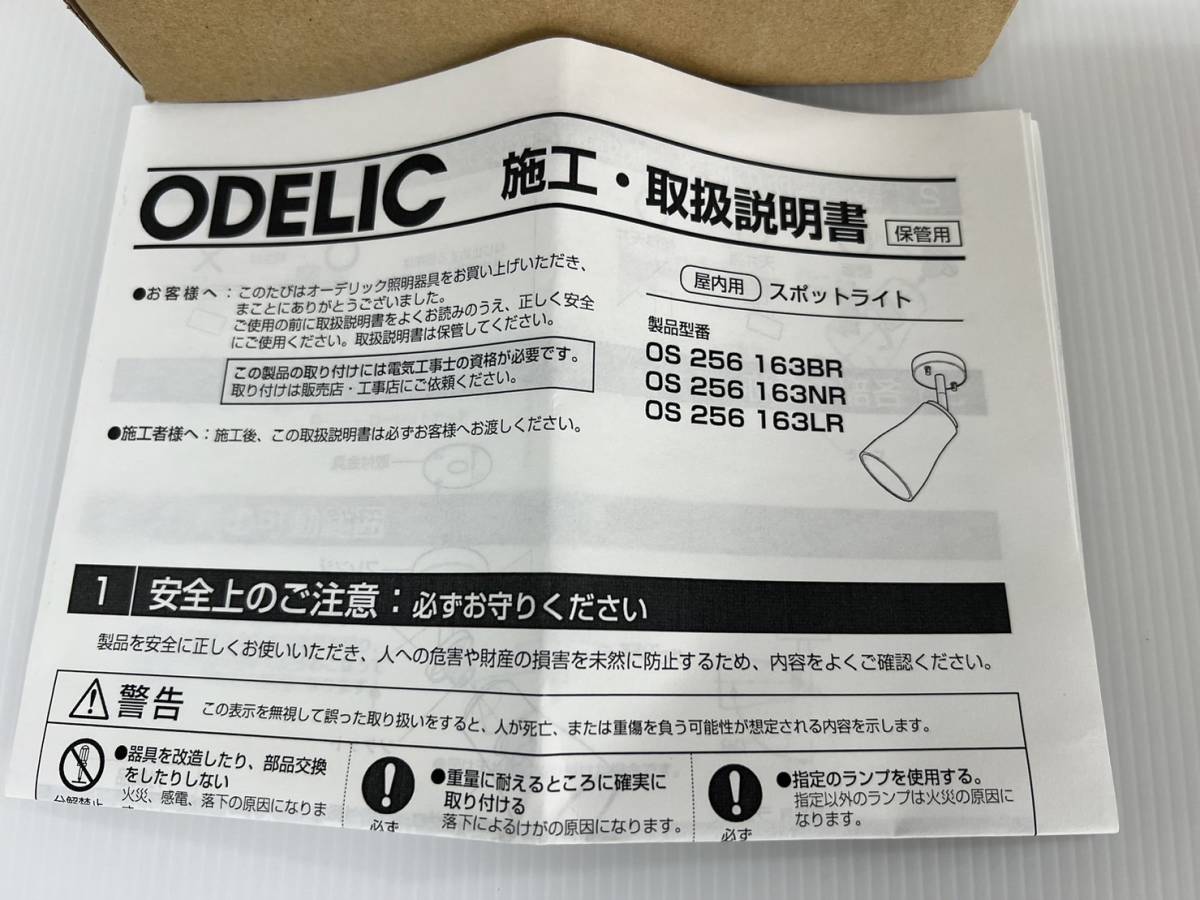 ODELIC 施工・取扱説明書 保管用
●お客様へ：このたびはオーデリック照明器具をお買い上げいただき、
まことにありがとうございました。
ご使用の前に取扱説明書をよくお読みのうえ、正しく安全
にご使用ください。取扱説明書は保管してください。
この製品の取り付けには電気工事士の資格が必要です。
取り付けは販売店・工事店にご依頼ください。
●施工者様へ：施工後、この取扱説明書は必ずお客様へお渡しください。
屋内用 スポットライト
製品型番
OS 256 163BR
OS 256 163NR
OS 256 163LR
1 安全上のご注意：必ずお守りください
製品を安全に正しくお使いいただき、人への危害や財産の損害を未然に防止するため、内容をよくご確認ください。
警告 この表示を無視して誤った取り扱いをすると、人が死亡、または重傷を負う可能性が想定される内容を示します。
●器具を改造したり、部品交換
をしたりしない
火災、感電、落下の原因になりま
分解禁止
●重量に耐えるところに確実に
取り付ける
落下によるけがの原因になります。
必ず
●指定のランプを使用する。
指定以外のランプは火災の原因に
なります。
必ず